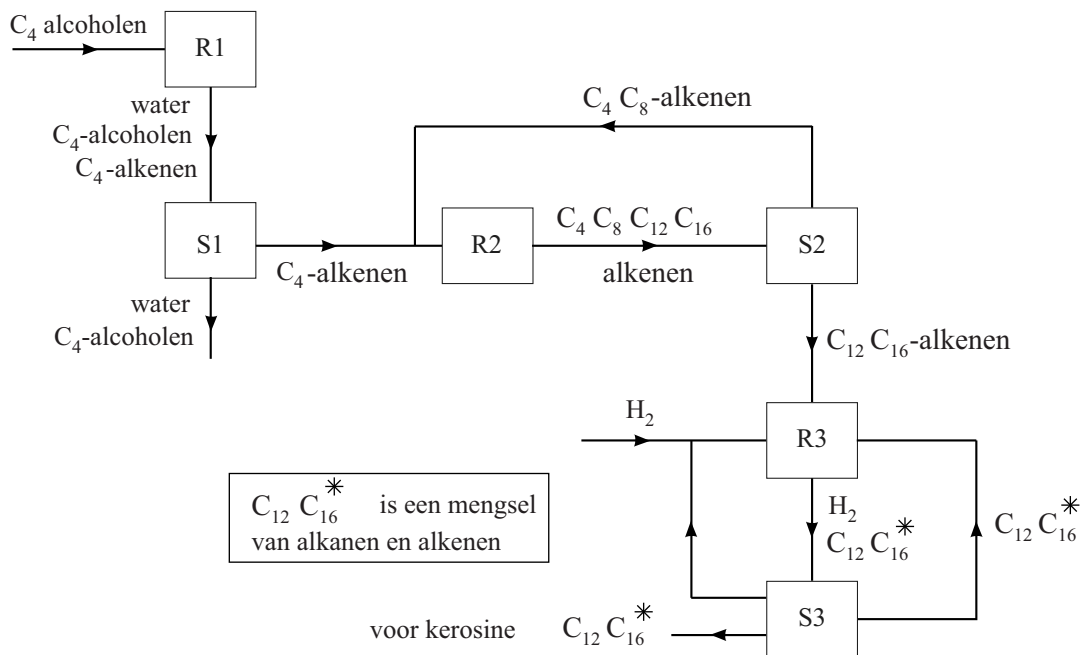 C₄ alcoholen
R1
water
C₄-alcoholen
C₄-alkenen
C₄ C₈-alkenen
S1
C₄-alkenen
R2
C₄ C₈ C₁₂ C₁₆
alkenen
S2
water
C₄-alcoholen
C₁₂ C₁₆-alkenen
H₂
R3
C₁₂ C₁₆* is een mengsel
van alkanen en alkenen
H₂
C₁₂ C₁₆*
C₁₂ C₁₆*
S3
voor kerosine C₁₂ C₁₆*